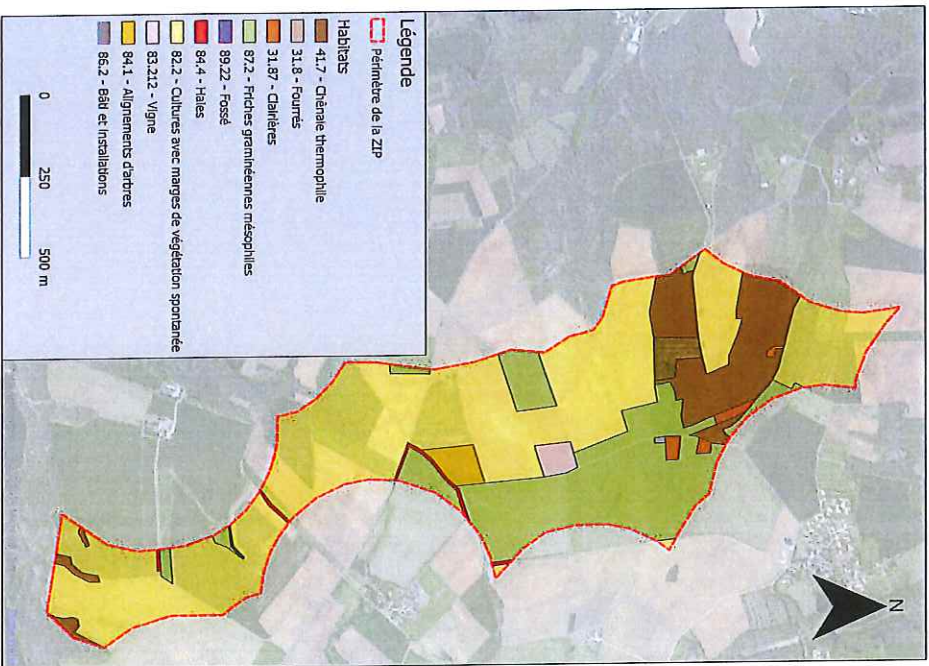 N
Légende
Périmètre de la ZIP
Habitats
41.7 - Chênaie thermophile
31.8 - Fourrés
31.87 - Clairières
87.2 - Friches graminéennes mésophiles
89.22 - Fossé
84.4 - Haies
82.2 - Cultures avec marges de végétation spontanée
83.212 - Vigne
84.1 - Alignements d'arbres
86.2 - Bâti et installations
0 250 500 m